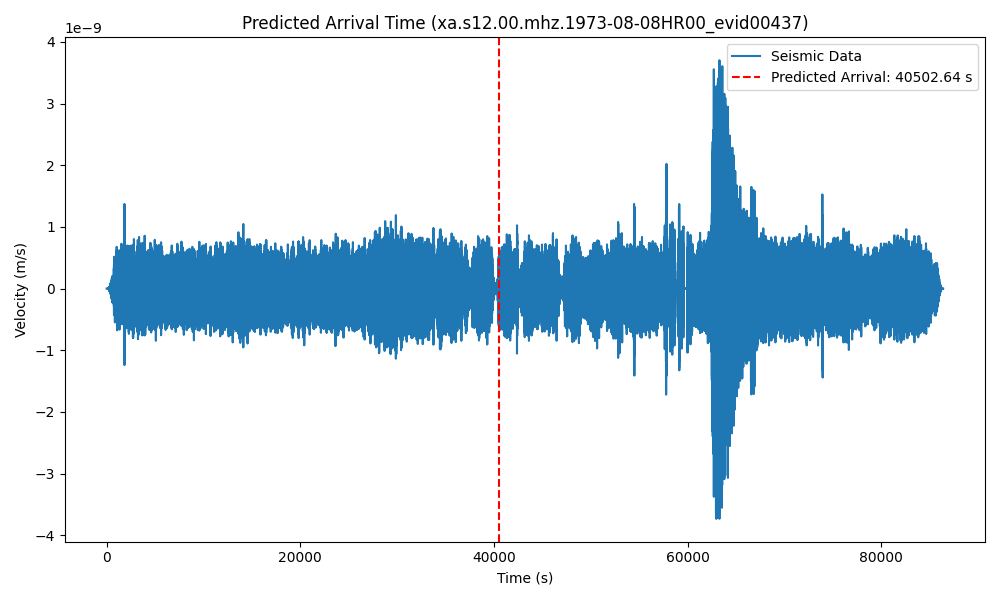 Predicted Arrival Time (xa.s12.00.mhz.1973-08-08HR00_evid00437)
1e−9
Seismic Data
Predicted Arrival: 40502.64 s
4
3
2
1
0
−1
−2
−3
−4
Velocity (m/s)
0 20000 40000 60000 80000
Time (s)